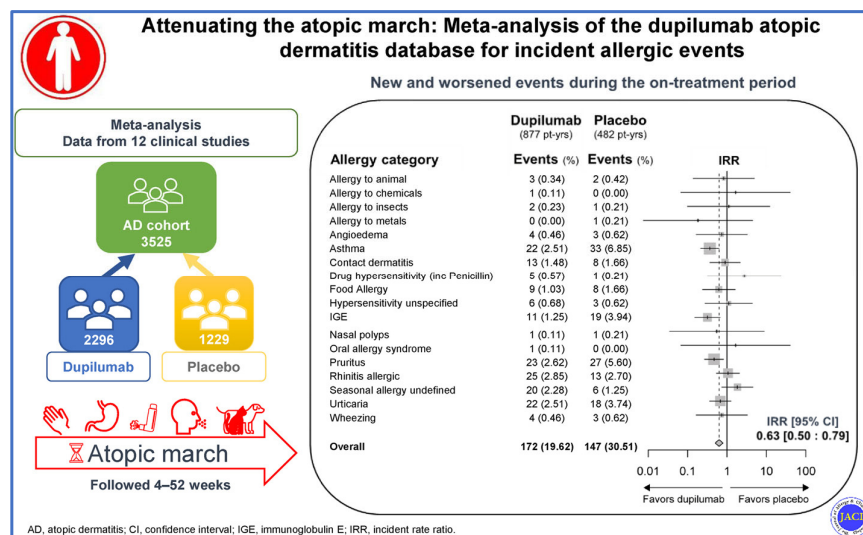 Attenuating the atopic march: Meta-analysis of the dupilumab atopic
dermatitis database for incident allergic events
New and worsened events during the on-treatment period
Meta-analysis
Data from 12 clinical studies
AD cohort
3525
2296
1229
Dupilumab
Placebo
Atopic march
Followed 4–52 weeks
Dupilumab Placebo
(877 pt-yrs) (482 pt-yrs)
Allergy category Events (%) Events (%) IRR
Allergy to animal 3 (0.34) 2 (0.42)
Allergy to chemicals 1 (0.11) 0 (0.00)
Allergy to insects 2 (0.23) 1 (0.21)
Allergy to metals 0 (0.00) 1 (0.21)
Angioedema 4 (0.46) 3 (0.62)
Asthma 22 (2.51) 33 (6.85)
Contact dermatitis 13 (1.48) 8 (1.66)
Drug hypersensitivity (inc Penicillin) 5 (0.57) 1 (0.21)
Food Allergy 9 (1.03) 8 (1.66)
Hypersensitivity unspecified 6 (0.68) 3 (0.62)
IGE 11 (1.25) 19 (3.94)
Nasal polyps 1 (0.11) 1 (0.21)
Oral allergy syndrome 1 (0.11) 0 (0.00)
Pruritus 23 (2.62) 27 (5.60)
Rhinitis allergic 25 (2.85) 13 (2.70)
Seasonal allergy undefined 20 (2.28) 6 (1.25)
Urticaria 22 (2.51) 18 (3.74)
Wheezing 4 (0.46) 3 (0.62)
IRR [95% CI]
0.63 [0.50 : 0.79]
Overall 172 (19.62) 147 (30.51)
0.01 0.1 1 10 100
Favors dupilumab Favors placebo
AD, atopic dermatitis; CI, confidence interval; IGE, immunoglobulin E; IRR, incident rate ratio.
JACI